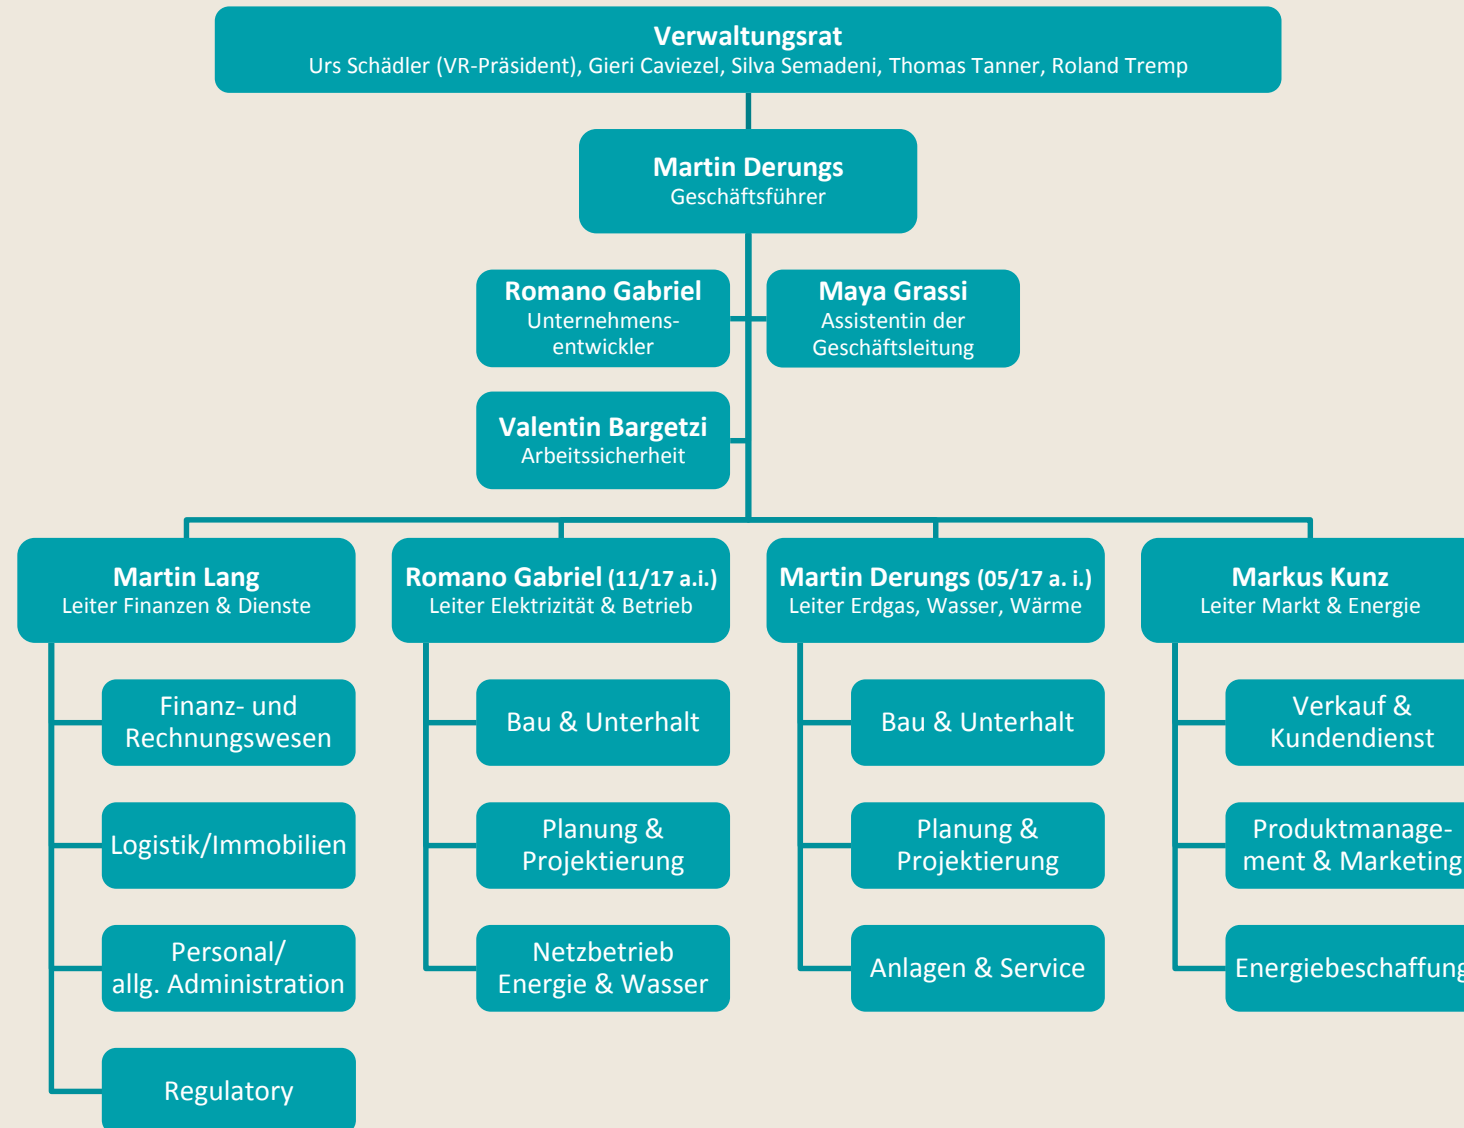 Verwaltungsrat
Urs Schädler (VR-Präsident), Gieri Caviezel, Silva Semadeni, Thomas Tanner, Roland Tremp
Martin Derungs
Geschäftsführer
Romano Gabriel
Unternehmens-
entwickler
Maya Grassi
Assistentin der
Geschäftsleitung
Valentin Bargetzi
Arbeitssicherheit
Martin Lang
Leiter Finanzen & Dienste
Finanz- und
Rechnungswesen
Logistik/Immobilien
Personal/
allg. Administration
Regulatory
Romano Gabriel (11/17 a.i.)
Leiter Elektrizität & Betrieb
Bau & Unterhalt
Planung &
Projektierung
Netzbetrieb
Energie & Wasser
Martin Derungs (05/17 a. i.)
Leiter Erdgas, Wasser, Wärme
Bau & Unterhalt
Planung &
Projektierung
Anlagen & Service
Markus Kunz
Leiter Markt & Energie
Verkauf &
Kundendienst
Produktmanage-
ment & Marketing
Energiebeschaffung